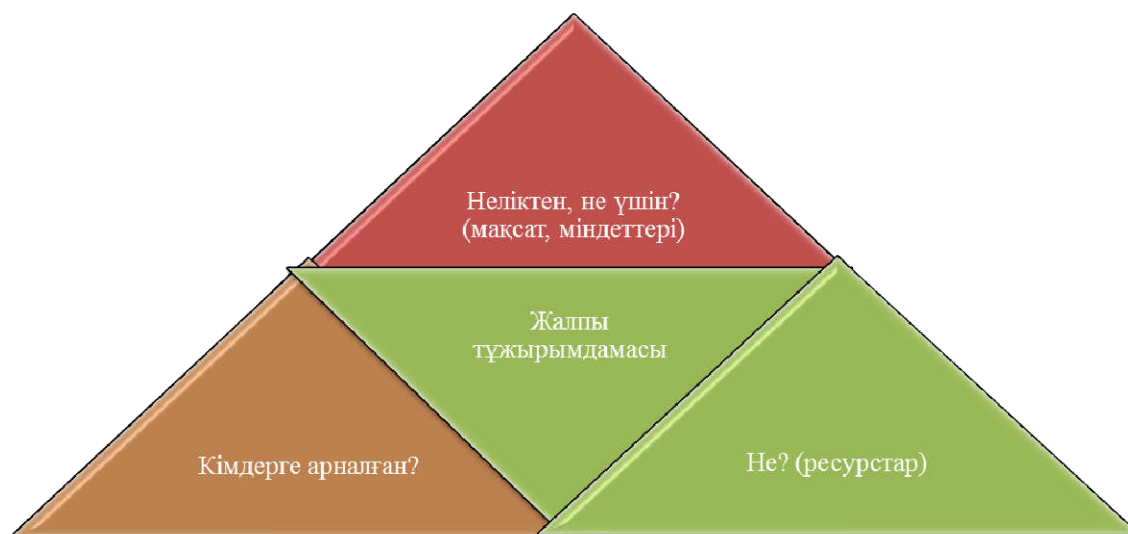 Неліктен, не үшін?
(мақсат, міндеттері)
Жалпы
тұжырымдамасы
Кімдерге арналған?
Не? (ресурстар)